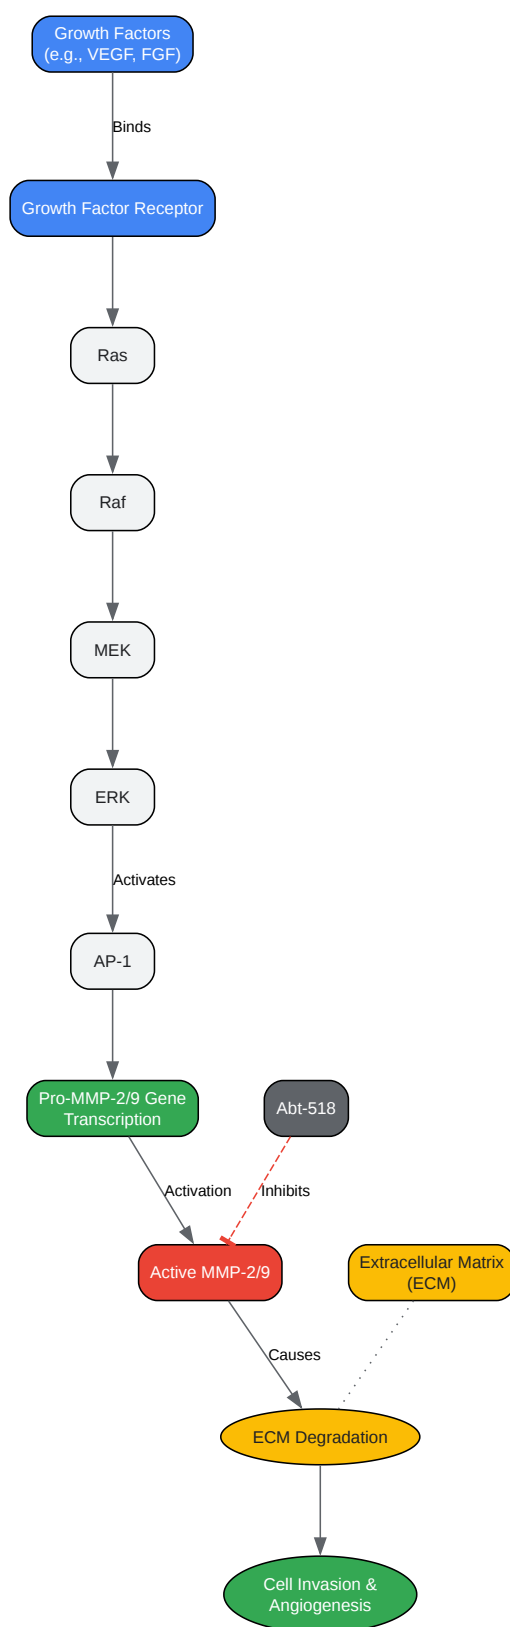 Growth Factors
(e.g., VEGF, FGF)
Binds
Growth Factor Receptor
Ras
Raf
MEK
ERK
Activates
AP-1
Pro-MMP-2/9 Gene
Transcription
Abt-518
Activation
Inhibits
Active MMP-2/9
Extracellular Matrix
(ECM)
Causes
ECM Degradation
Cell Invasion &
Angiogenesis